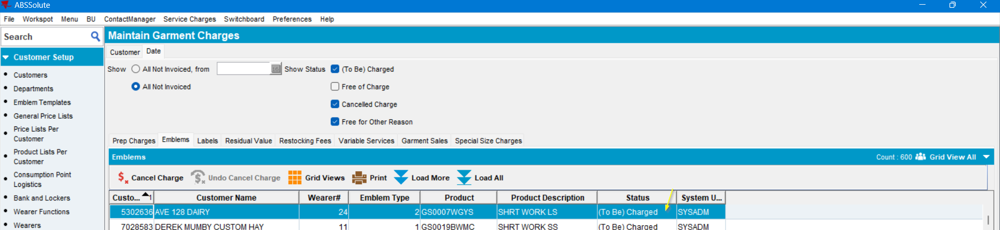 ABSSolute
File Workspot Menu BU ContactManager Service Charges Switchboard Preferences Help
Search
Maintain Garment Charges
Customer Setup
Customer Date
Show All Not Invoiced, from 16 Show Status (To Be) Charged
All Not Invoiced Free of Charge
Cancelled Charge
Free for Other Reason
Customers
Departments
Emblem Templates
General Price Lists
Price Lists Per
Customer
Product Lists Per
Customer
Consumption Point
Logistics
Bank and Lockers
Wearer Functions
Wearers
Prep Charges Emblems Labels Residual Value Restocking Fees Variable Services Garment Sales Special Size Charges
Emblems Count : 600 Grid View All
Cancel Charge Undo Cancel Charge Grid Views Print Load More Load All
Custo... 1 Customer Name Wearer# Emblem Type Product Product Description Status System U...
5302636 AVE 128 DAIRY 24 2 GS0007WGYS SHRT WORK LS (To Be) Charged SYSADM
7028583 DEREK MUMBY CUSTOM HAY 11 1 GS0019BWMC SHRT WORK SS (To Be) Charged SYSADM